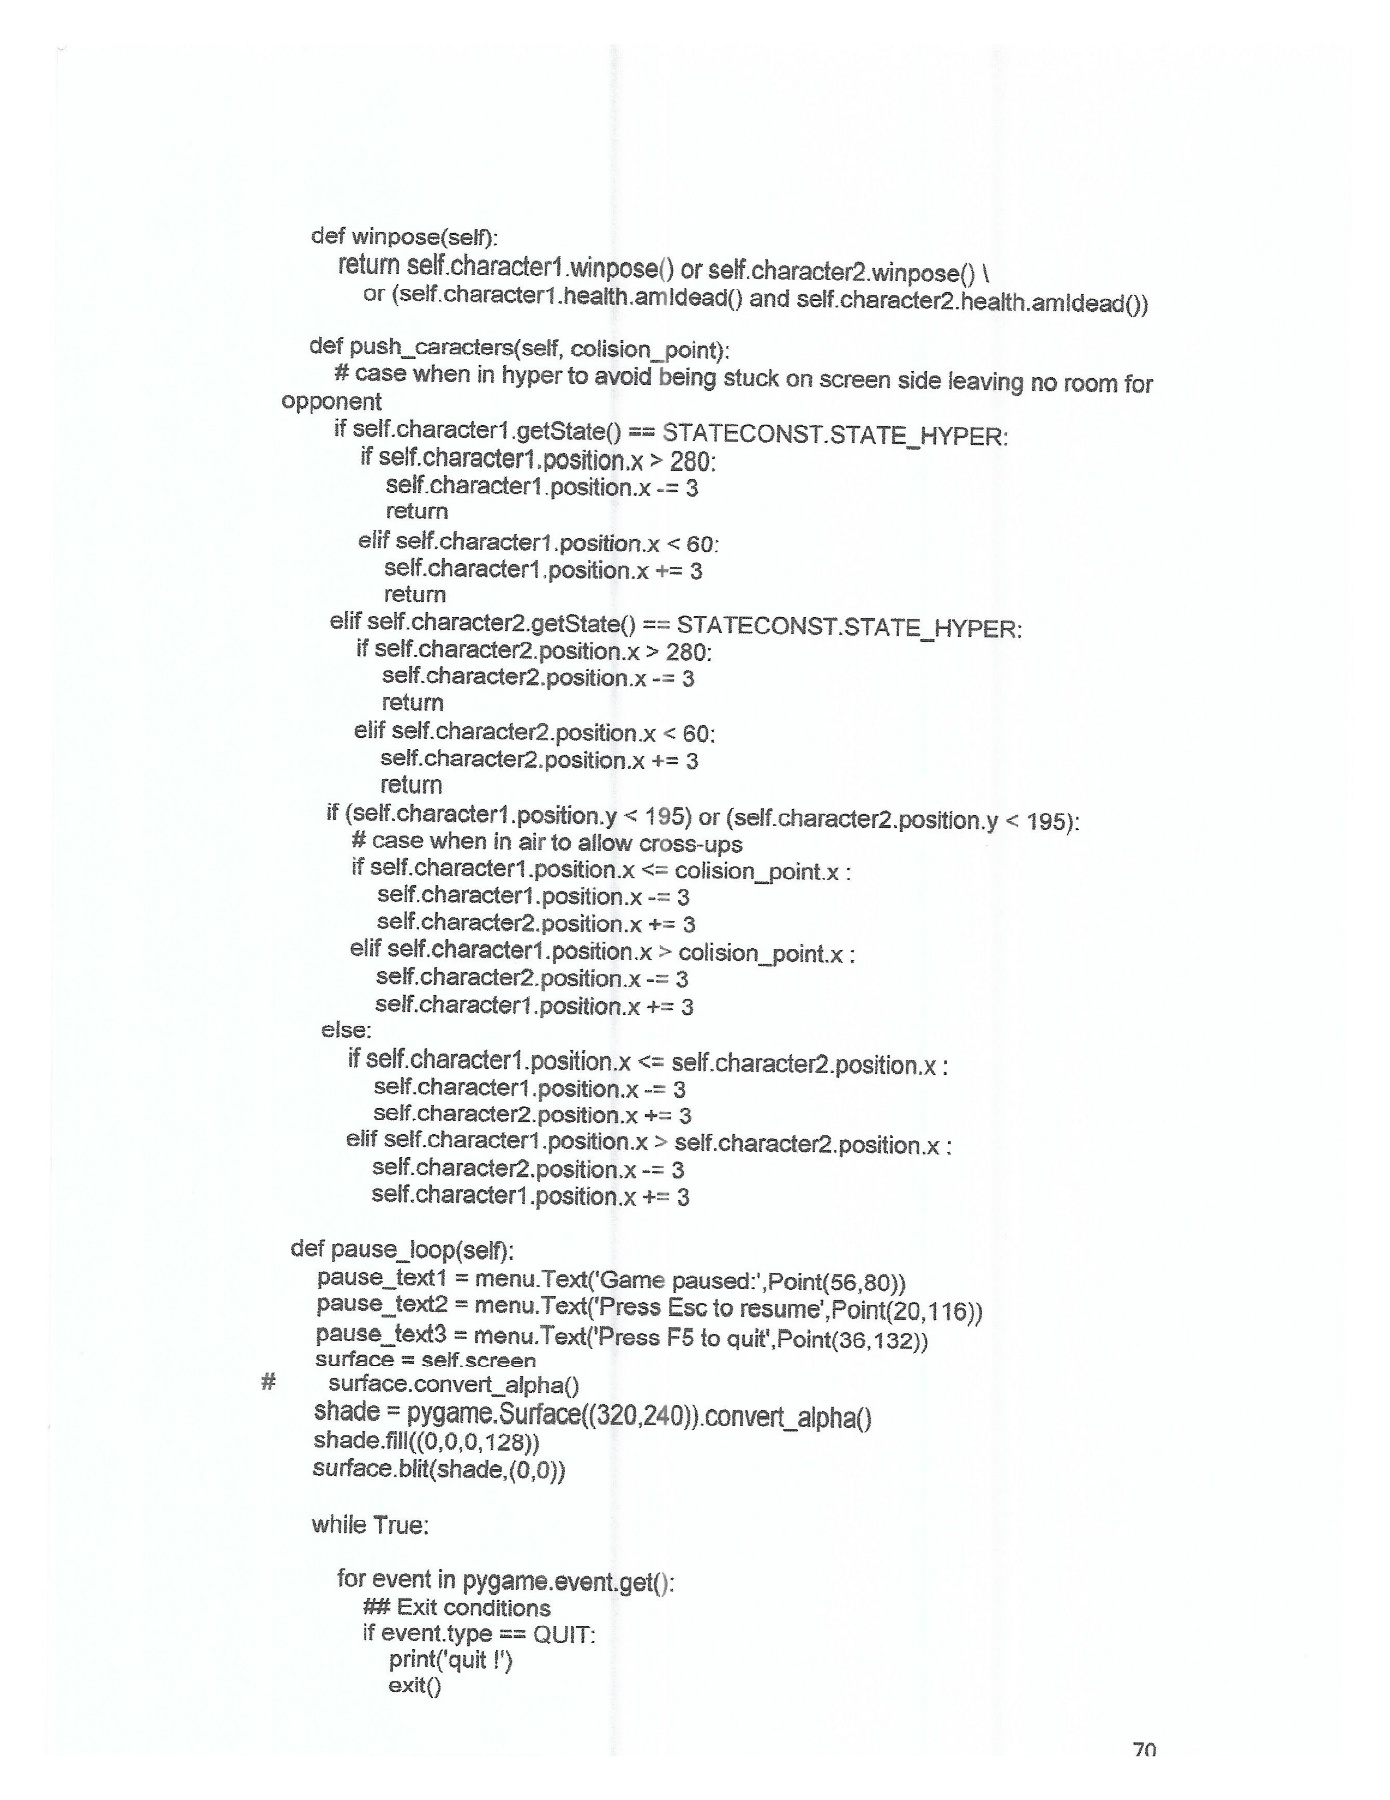 def winpose(self):
return self.character1.winpose() or self.character2.winpose() \
or (self.character1.health.amIdead() and self.character2.health.amIdead())
def push_caracters(self, colision_point):
# case when in hyper to avoid being stuck on screen side leaving no room for
opponent
if self.character1.getState() == STATECONST.STATE_HYPER:
if self.character1.position.x > 280:
self.character1.position.x -= 3
return
elif self.character1.position.x < 60:
self.character1.position.x += 3
return
elif self.character2.getState() == STATECONST.STATE_HYPER:
if self.character2.position.x > 280:
self.character2.position.x -= 3
return
elif self.character2.position.x < 60:
self.character2.position.x += 3
return
if (self.character1.position.y < 195) or (self.character2.position.y < 195):
# case when in air to allow cross-ups
if self.character1.position.x <= colision_point.x :
self.character1.position.x -= 3
self.character2.position.x += 3
elif self.character1.position.x > colision_point.x :
self.character2.position.x -= 3
self.character1.position.x += 3
else:
if self.character1.position.x <= self.character2.position.x :
self.character1.position.x -= 3
self.character2.position.x += 3
elif self.character1.position.x > self.character2.position.x :
self.character2.position.x -= 3
self.character1.position.x += 3
def pause_loop(self):
pause_text1 = menu.Text('Game paused:',Point(56,80))
pause_text2 = menu.Text('Press Esc to resume',Point(20,116))
pause_text3 = menu.Text('Press F5 to quit',Point(36,132))
surface = self.screen
# surface.convert_alpha()
shade = pygame.Surface((320,240)).convert_alpha()
shade.fill((0,0,0,128))
surface.blit(shade,(0,0))
while True:
for event in pygame.event.get():
## Exit conditions
if event.type == QUIT:
print('quit !')
exit()
70